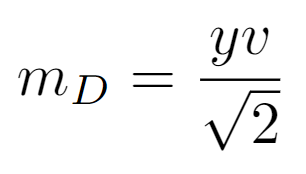 $m_D = \frac{yv}{\sqrt{2}}$